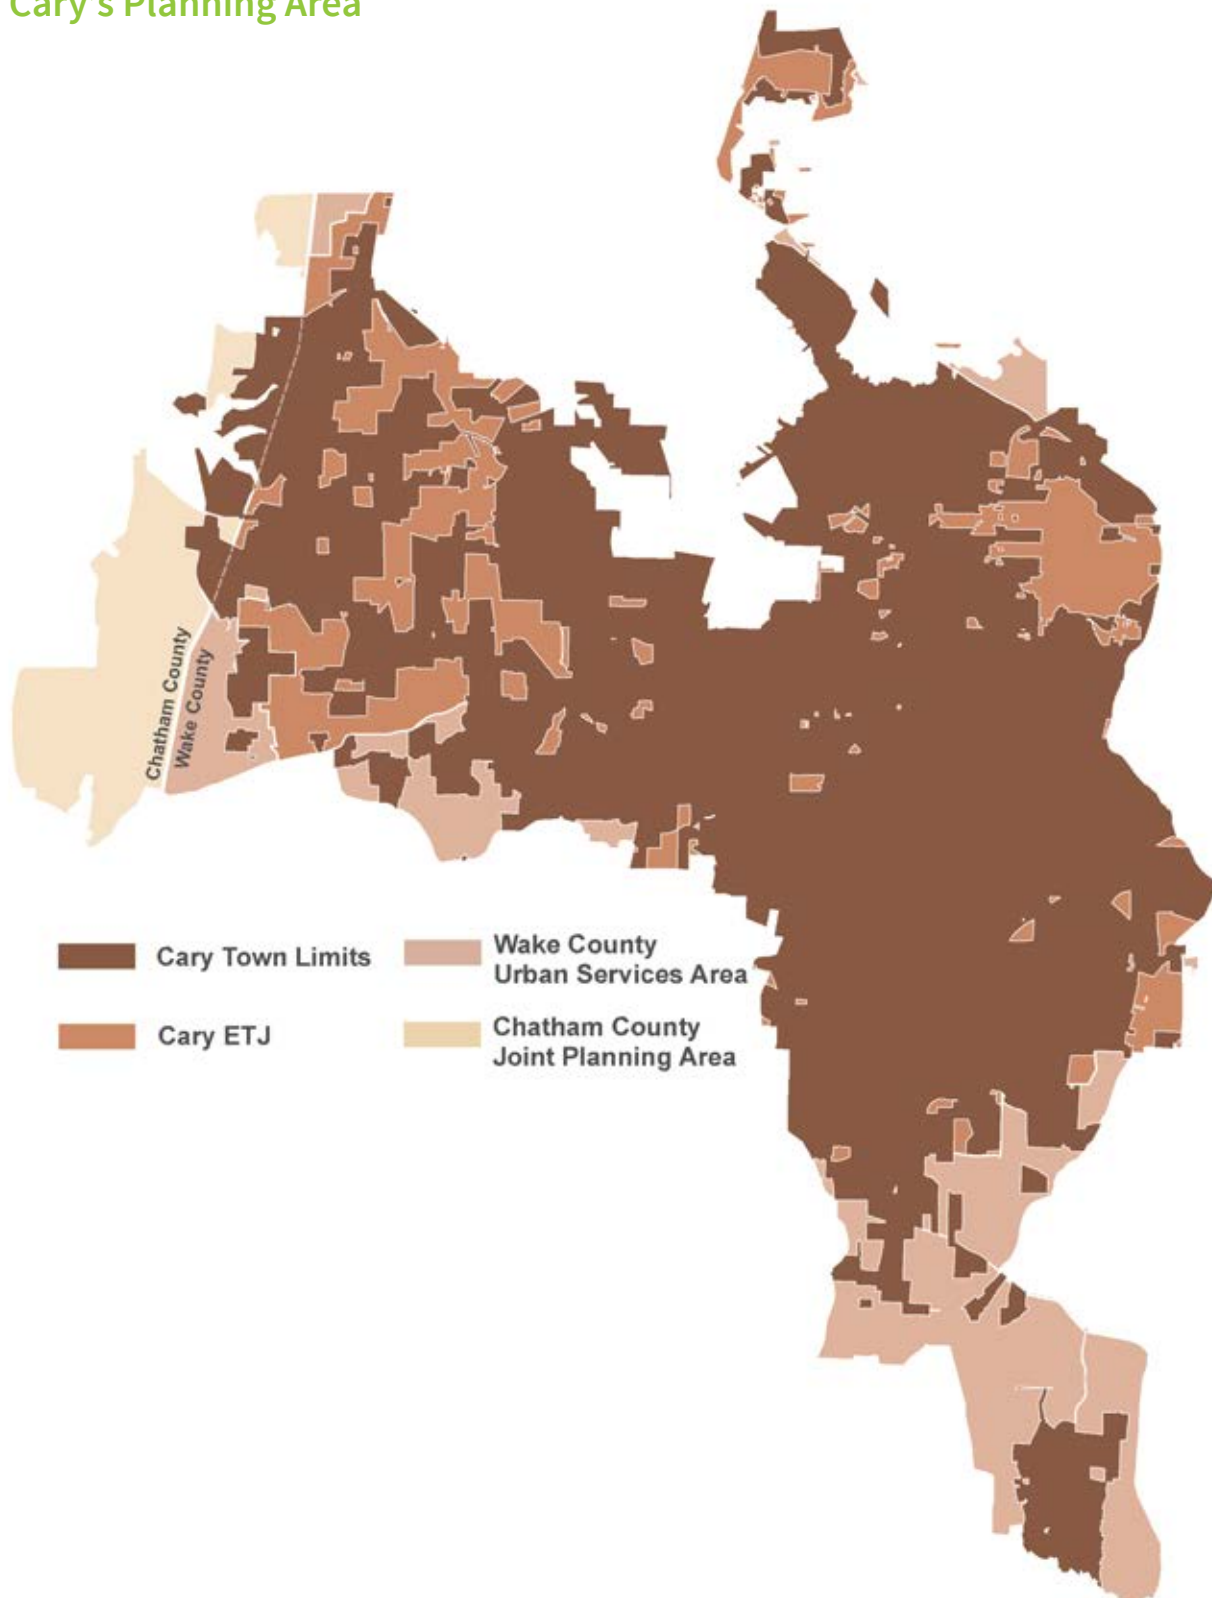 Cary's Planning Area
Chatham County
Wake County
Cary Town Limits
Wake County
Urban Services Area
Cary ETJ
Chatham County
Joint Planning Area